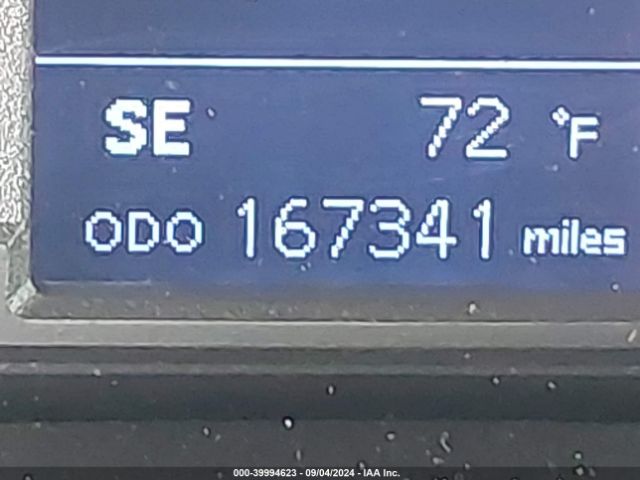 SE 72 °F
ODO 167341 miles
000-39994623 - 09/04/2024 - IAA Inc.